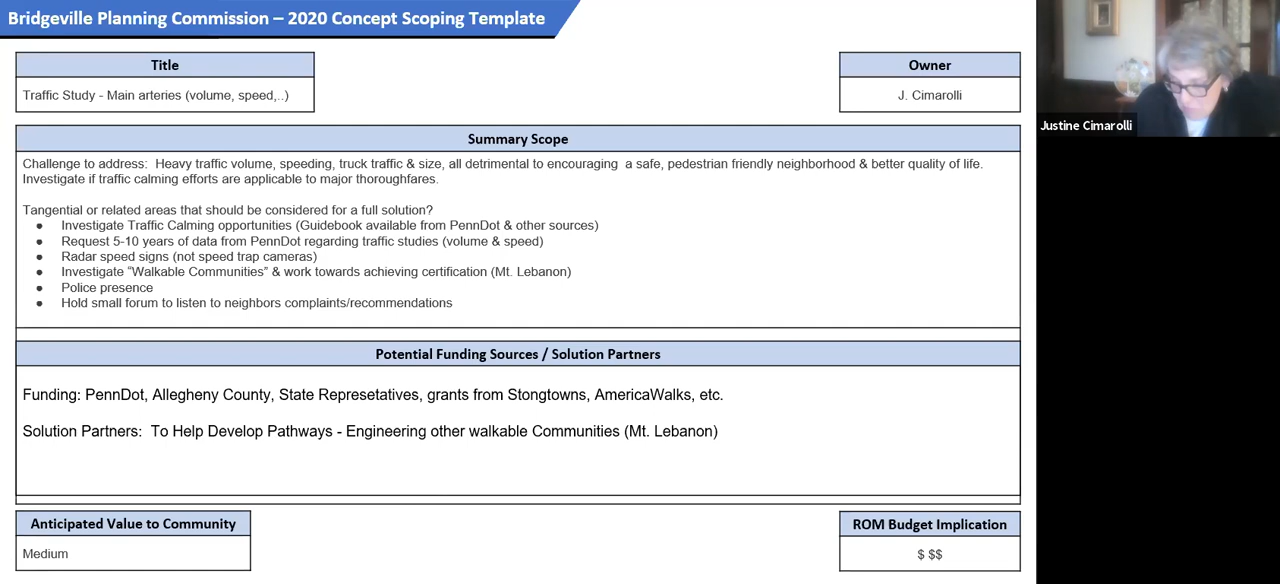 Bridgeville Planning Commission – 2020 Concept Scoping Template
Title
Traffic Study - Main arteries (volume, speed,..)
Owner
J. Cimarolli
Justine Cimarolli
Summary Scope
Challenge to address:  Heavy traffic volume, speeding, truck traffic & size, all detrimental to encouraging  a safe, pedestrian friendly neighborhood & better quality of life.
Investigate if traffic calming efforts are applicable to major thoroughfares.
Tangential or related areas that should be considered for a full solution?
● Investigate Traffic Calming opportunities (Guidebook available from PennDot & other sources)
● Request 5-10 years of data from PennDot regarding traffic studies (volume & speed)
● Radar speed signs (not speed trap cameras)
● Investigate “Walkable Communities” & work towards achieving certification (Mt. Lebanon)
● Police presence
● Hold small forum to listen to neighbors complaints/recommendations
Potential Funding Sources / Solution Partners
Funding: PennDot, Allegheny County, State Represetatives, grants from Stongtowns, AmericaWalks, etc.
Solution Partners:  To Help Develop Pathways - Engineering other walkable Communities (Mt. Lebanon)
Anticipated Value to Community
Medium
ROM Budget Implication
$ $$